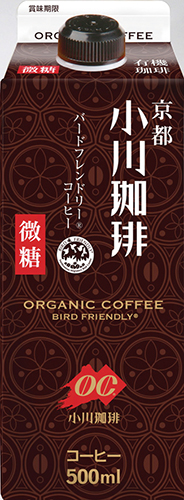 賞味期限
ORGANIC COFFEE
有機
珈琲
京都
小川珈琲
バードフレンドリー®
コーヒー
微糖
微糖
ORGANIC COFFEE
BIRD FRIENDLY®
OC
小川珈琲
コーヒー
500ml